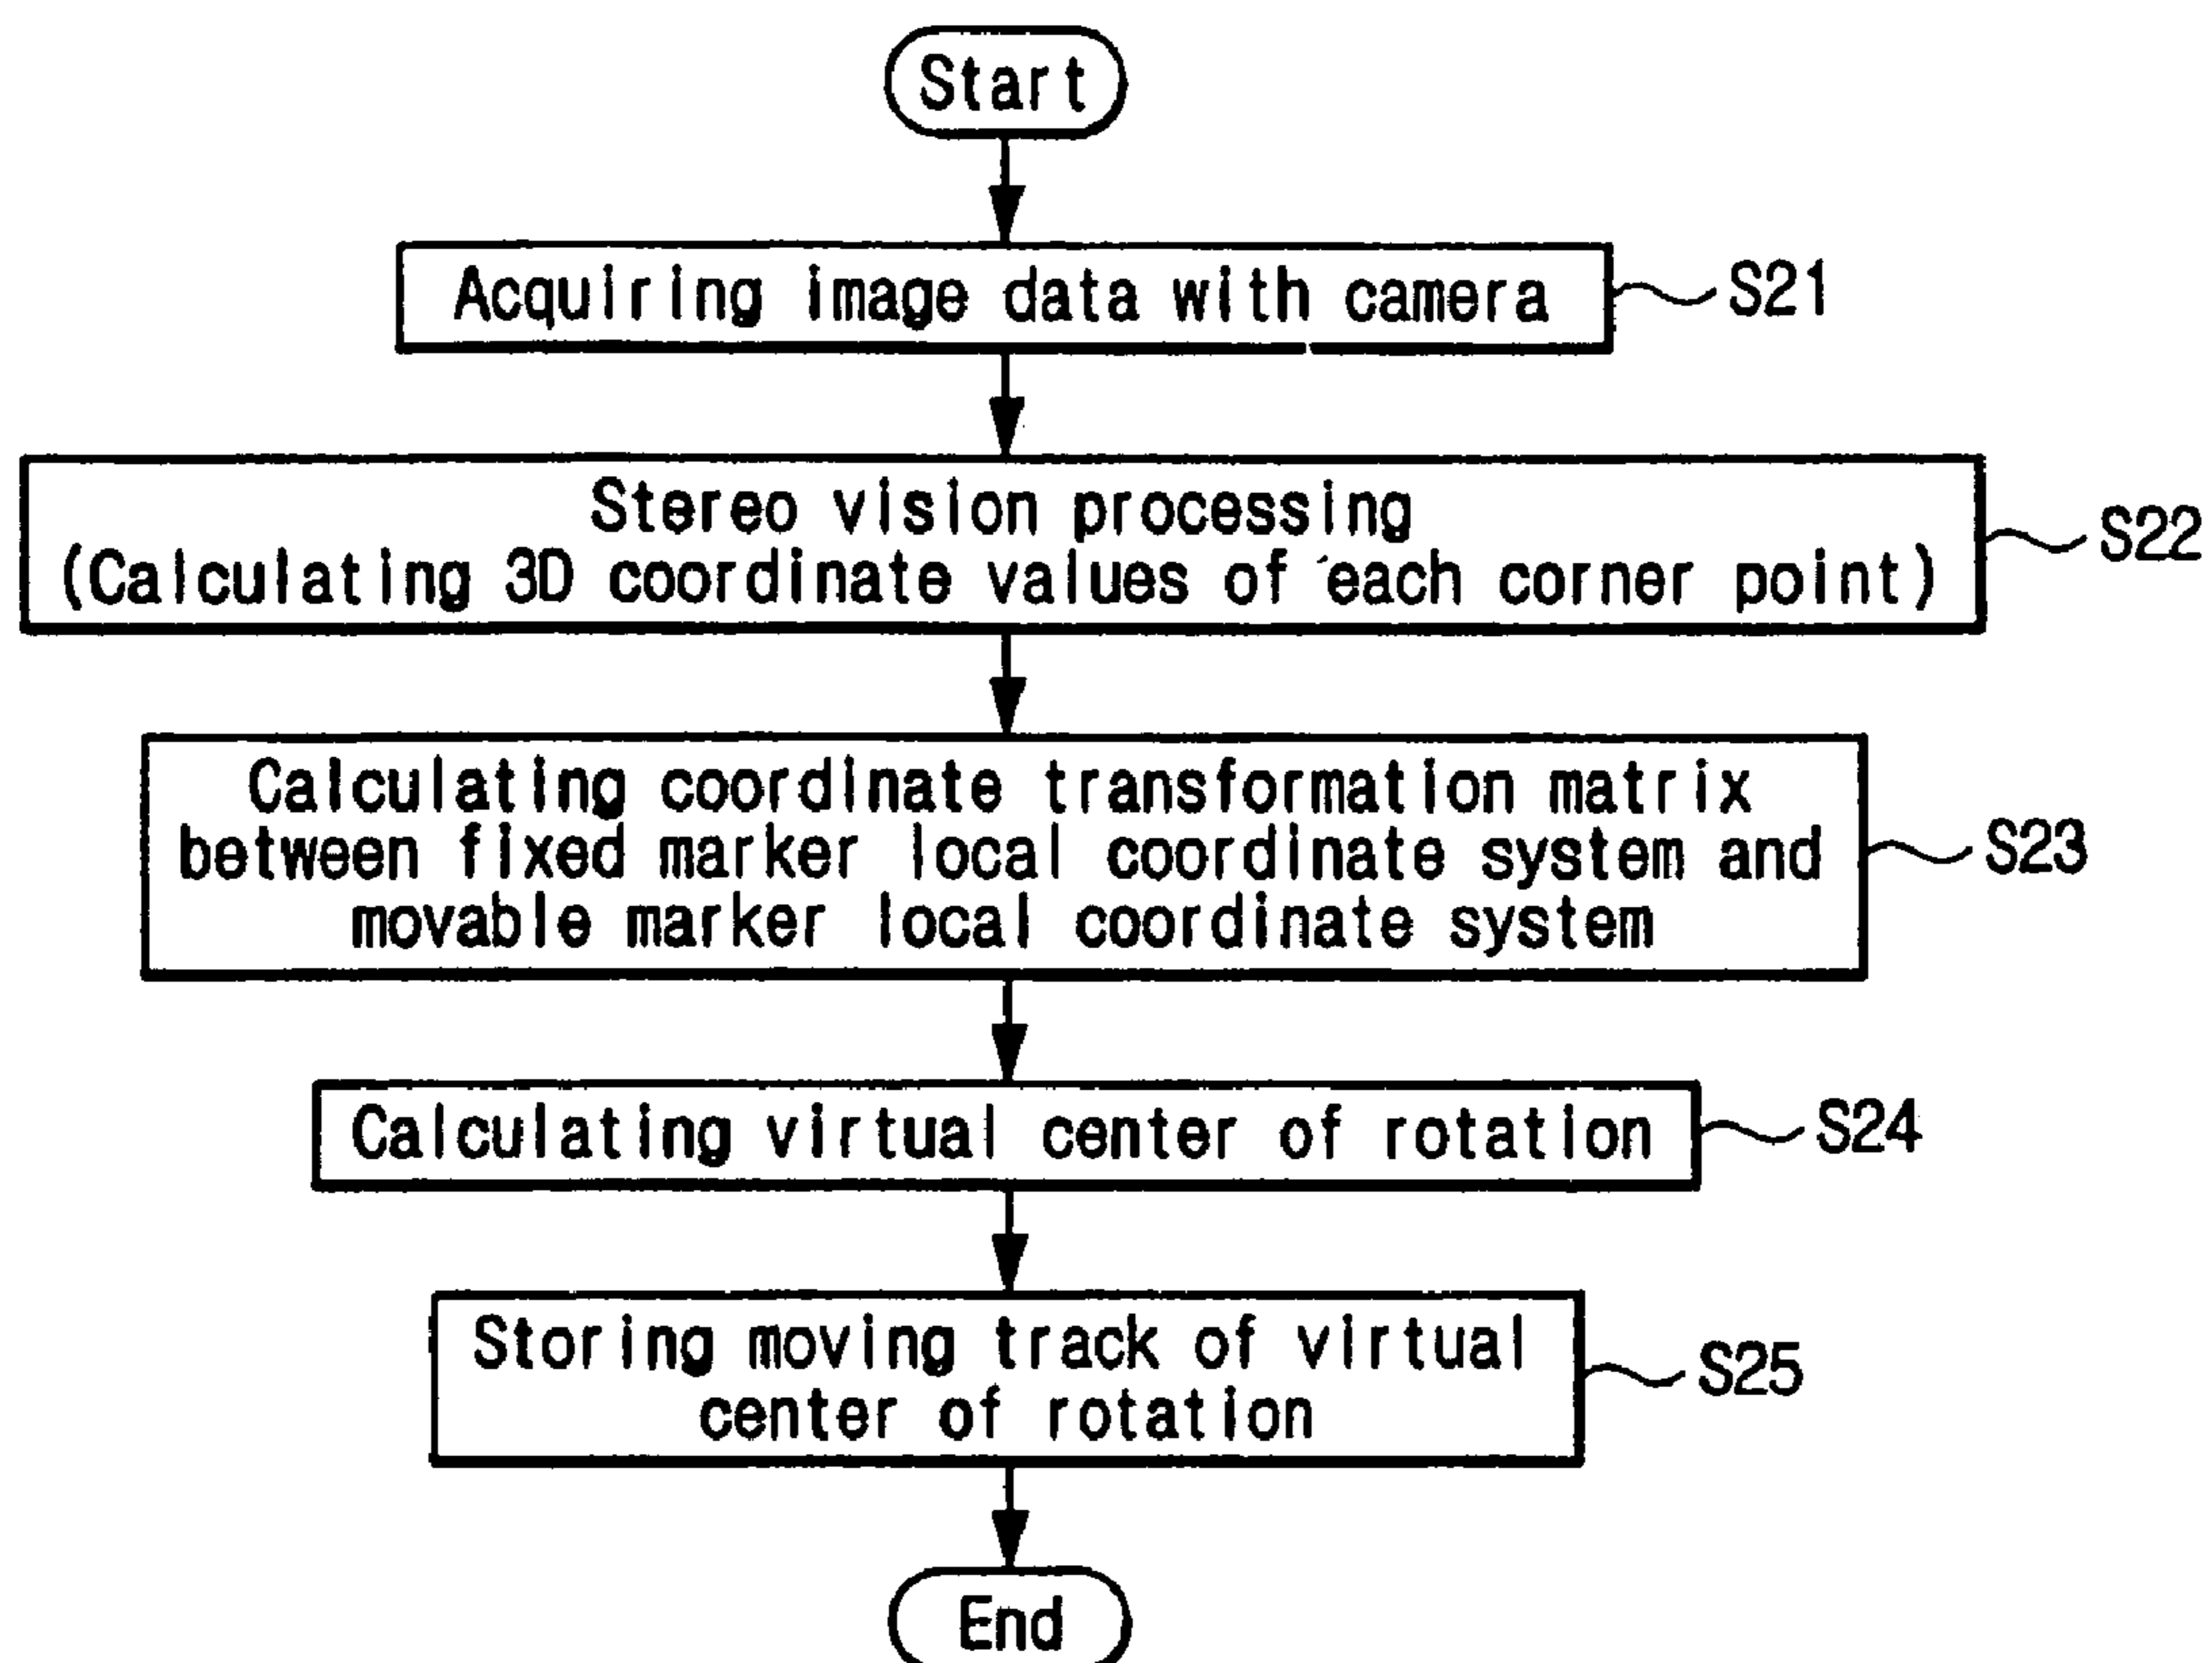 Start
Acquiring image data with camera
S21
Stereo vision processing
(Calculating 3D coordinate values of each corner point)
S22
Calculating coordinate transformation matrix
between fixed marker local coordinate system and
movable marker local coordinate system
S23
Calculating virtual center of rotation
S24
Storing moving track of virtual
center of rotation
S25
End